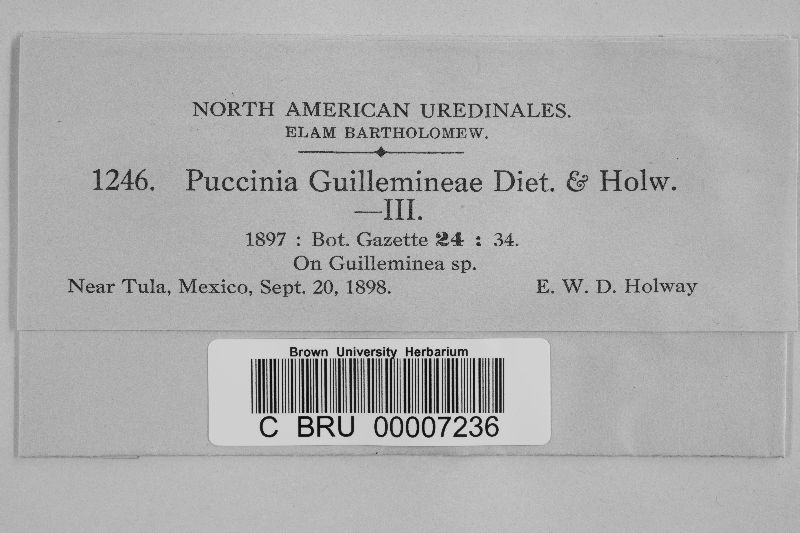 NORTH AMERICAN UREDINALES.
ELAM BARTHOLOMEW.
1246. Puccinia Guillemineae Diet. & Holw.
—III.
1897 : Bot. Gazette 24 : 34.
On Guilleminea sp.
Near Tula, Mexico, Sept. 20, 1898. E. W. D. Holway
Brown University Herbarium
C BRU 00007236